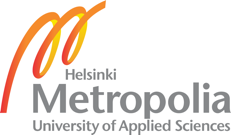 Helsinki
Metropolia
University of Applied Sciences